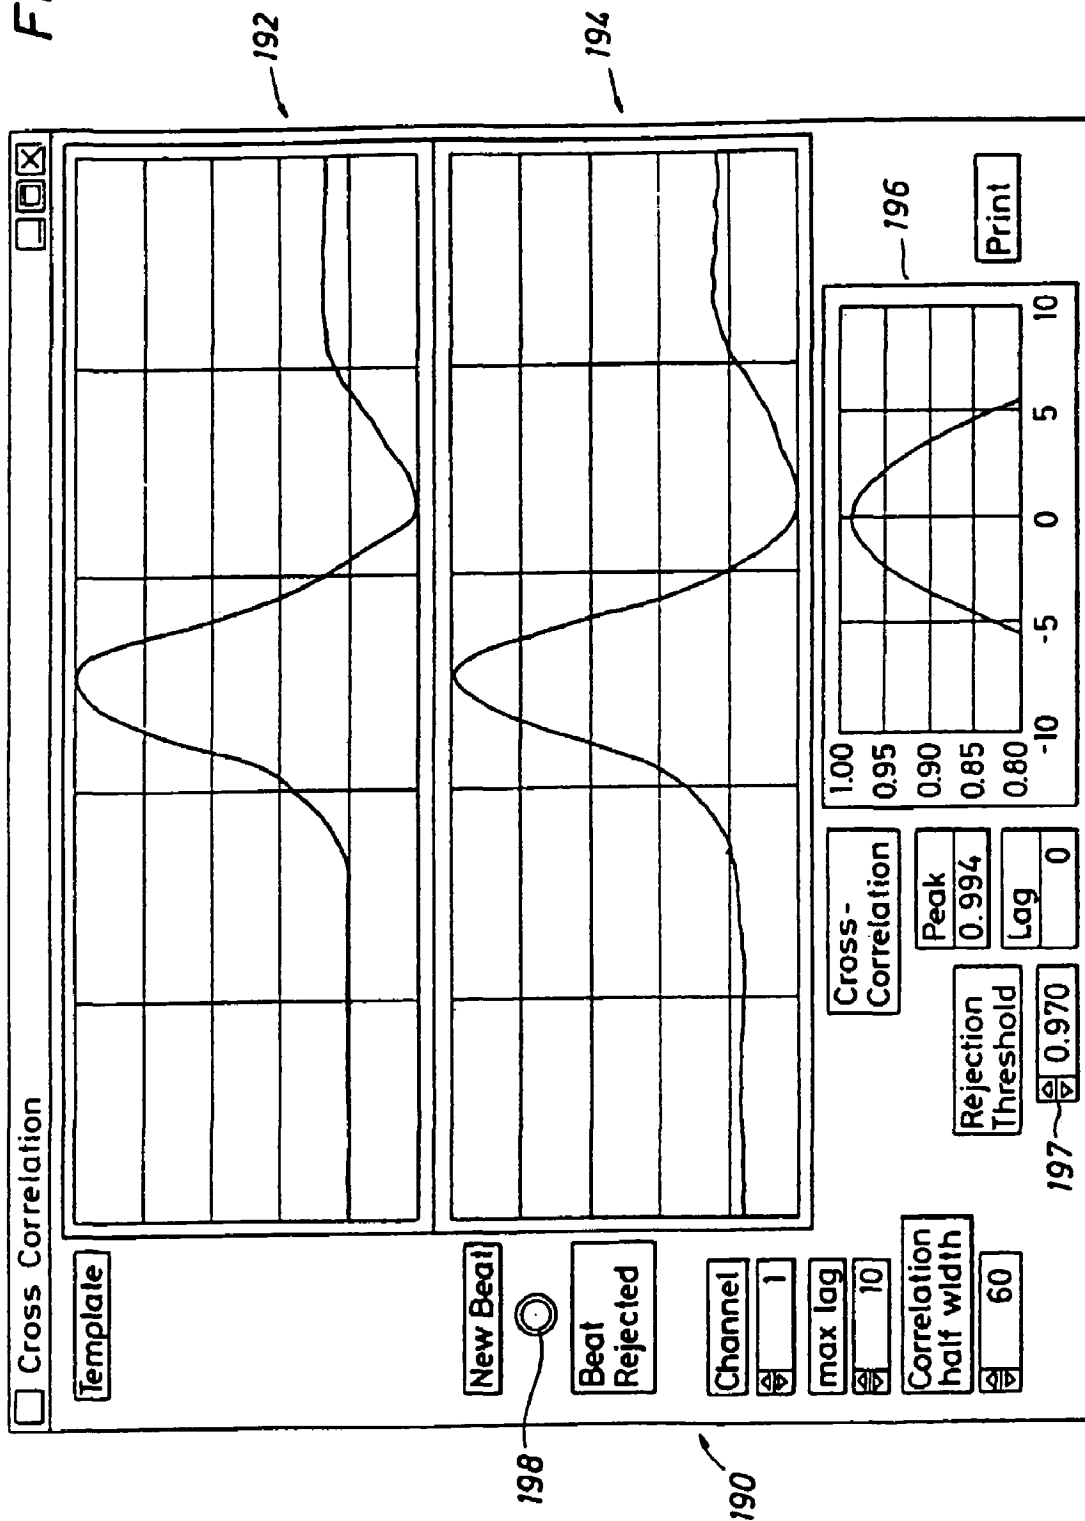 F
192
194
Cross Correlation
Template
New Beat
198
Beat
Rejected
190
Channel
1
max lag
10
Correlation
half width
60
Cross-
Correlation
Peak
0.994
Lag
0
Rejection
Threshold
0.970
197
1.00
0.95
0.90
0.85
0.80
-10
-5
0
5
10
196
Print